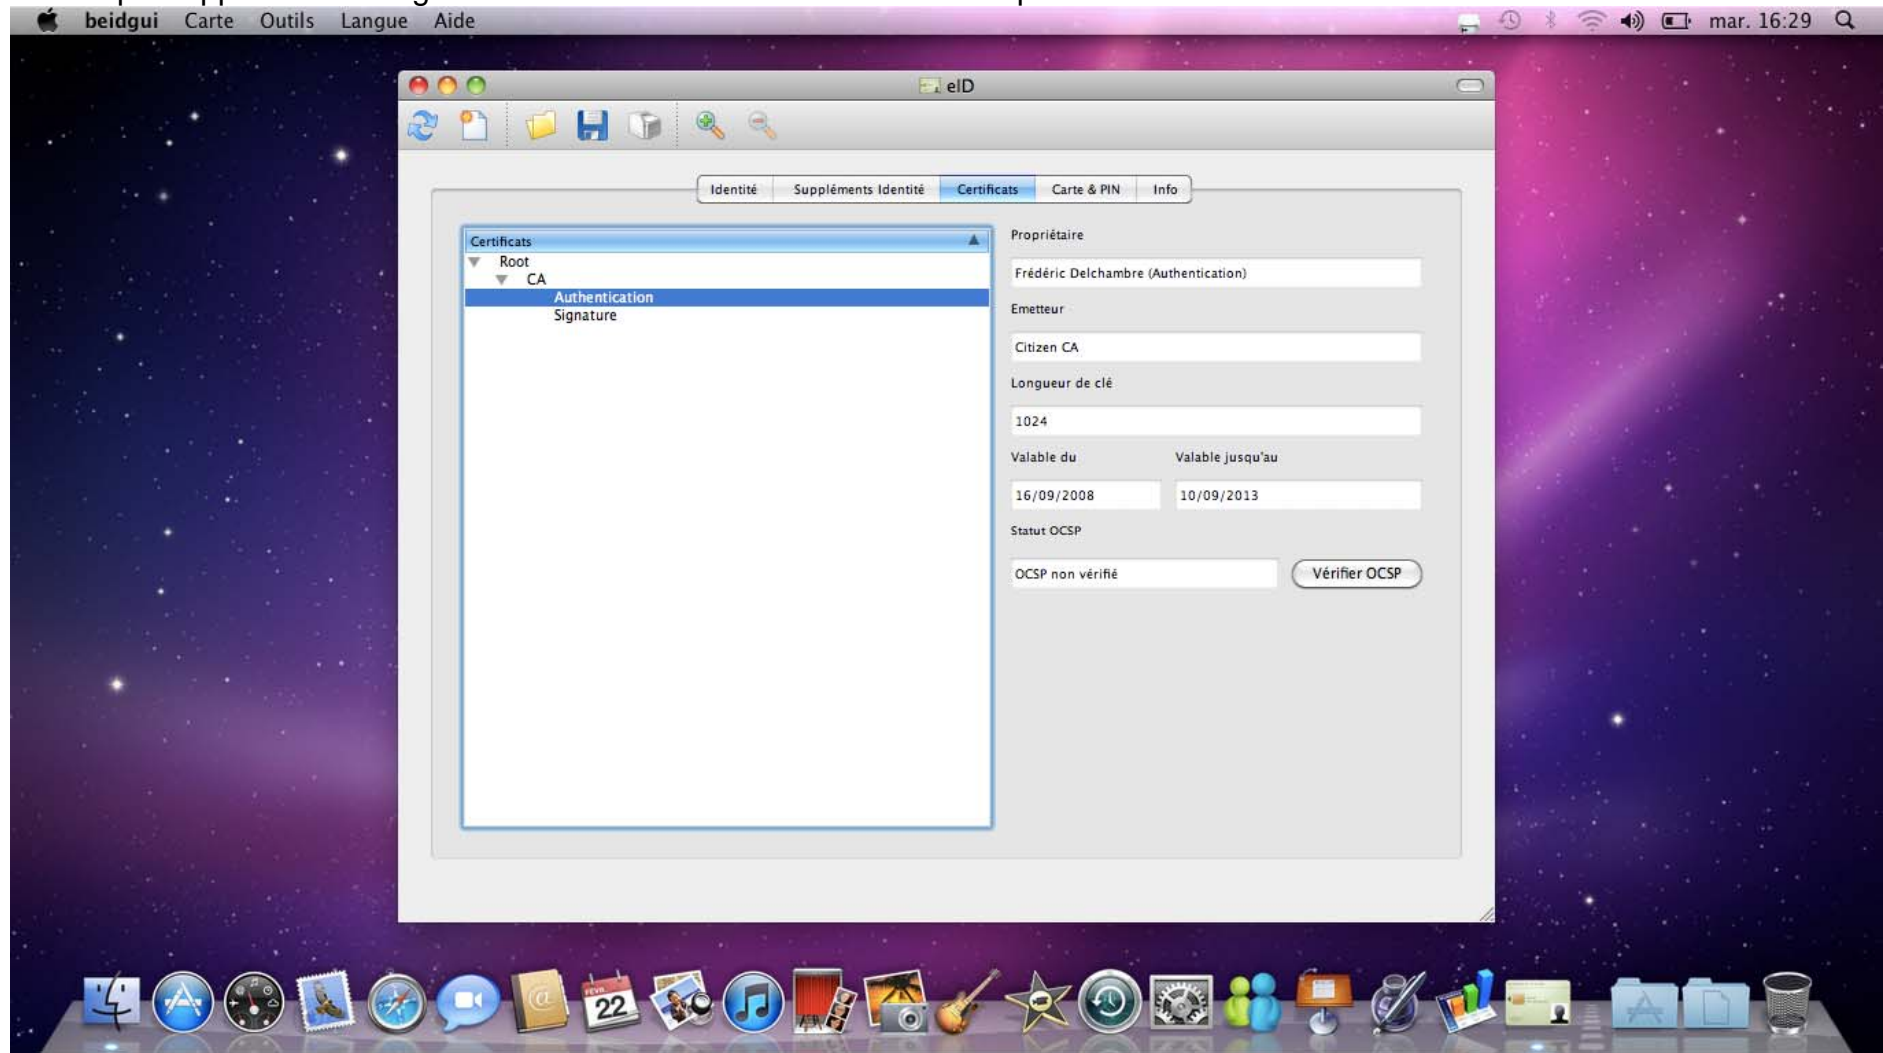 beidgui Carte Outils Langue Aide mar. 16:29
eID
Identité Suppléments Identité Certificats Carte & PIN Info
Certificats
Root
CA
Authentication
Signature
Propriétaire
Frédéric Delchambre (Authentication)
Emetteur
Citizen CA
Longueur de clé
1024
Valable du Valable jusqu'au
16/09/2008 10/09/2013
Statut OCSP
OCSP non vérifié Vérifier OCSP
FÉVR.
22